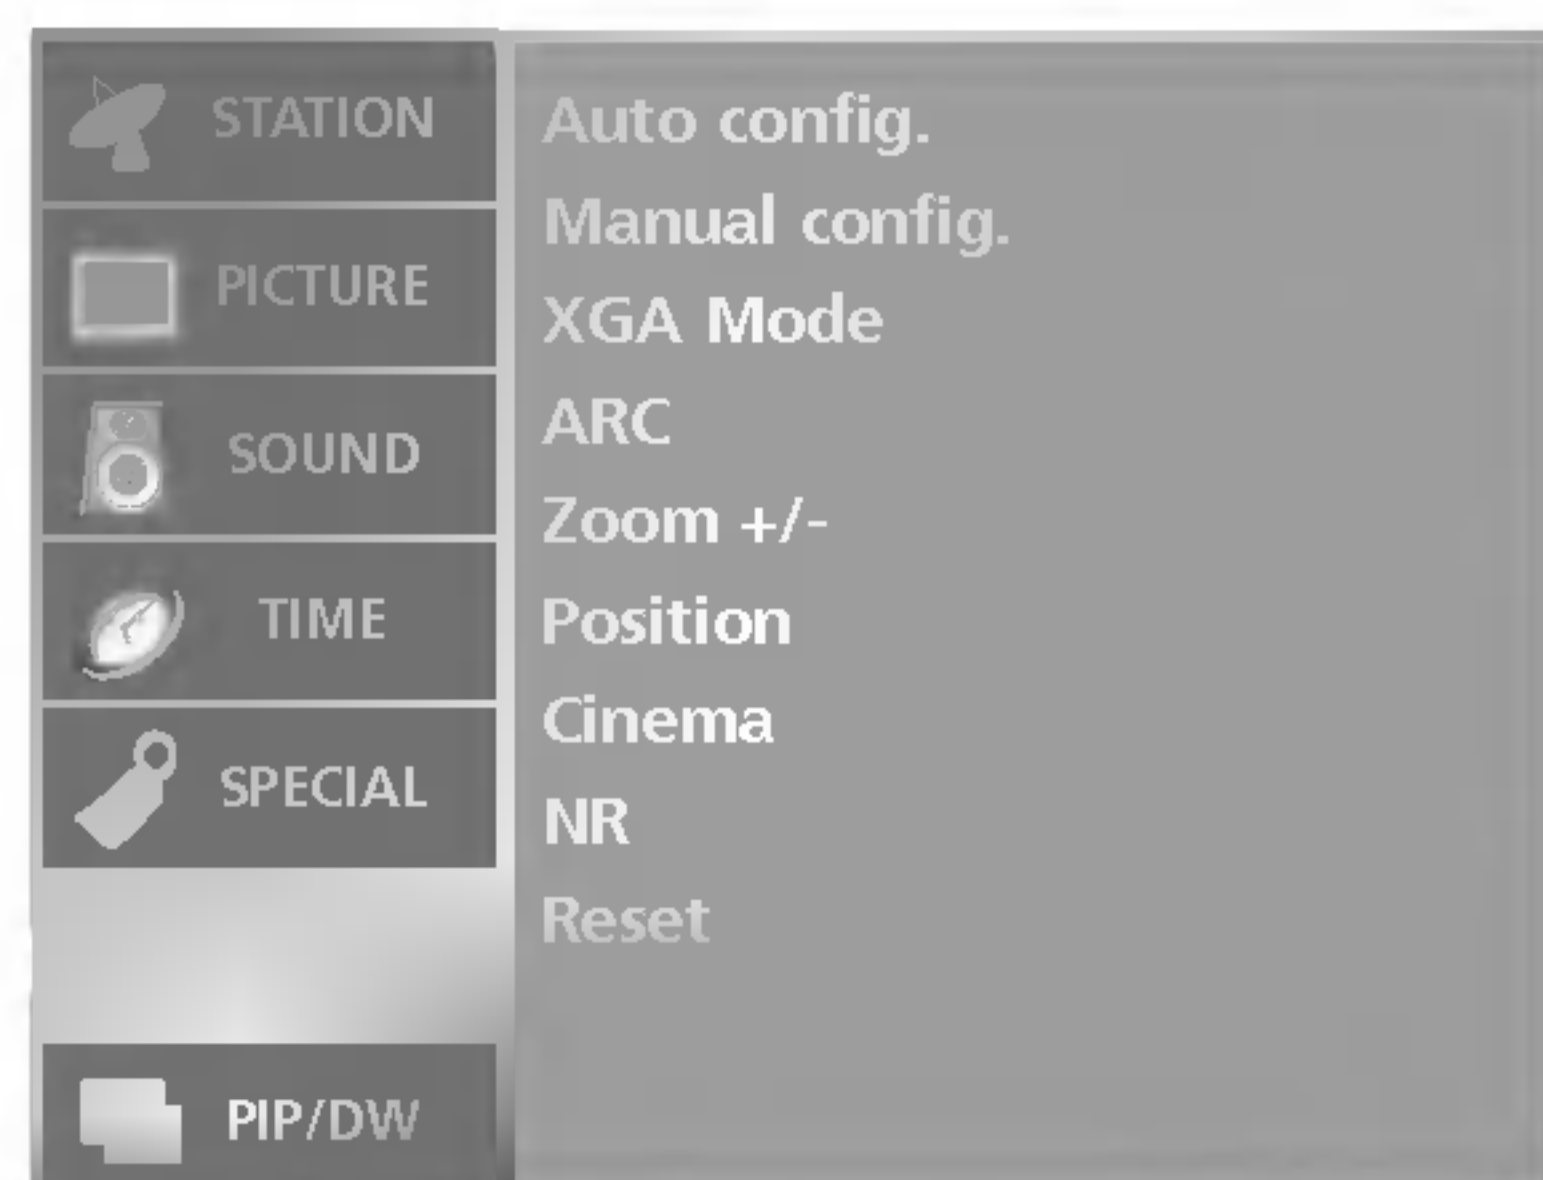 STATION
PICTURE
SOUND
TIME
SPECIAL
PIP/DW
Auto config.
Manual config.
XGA Mode
ARC
Zoom +/-
Position
Cinema
NR
Reset